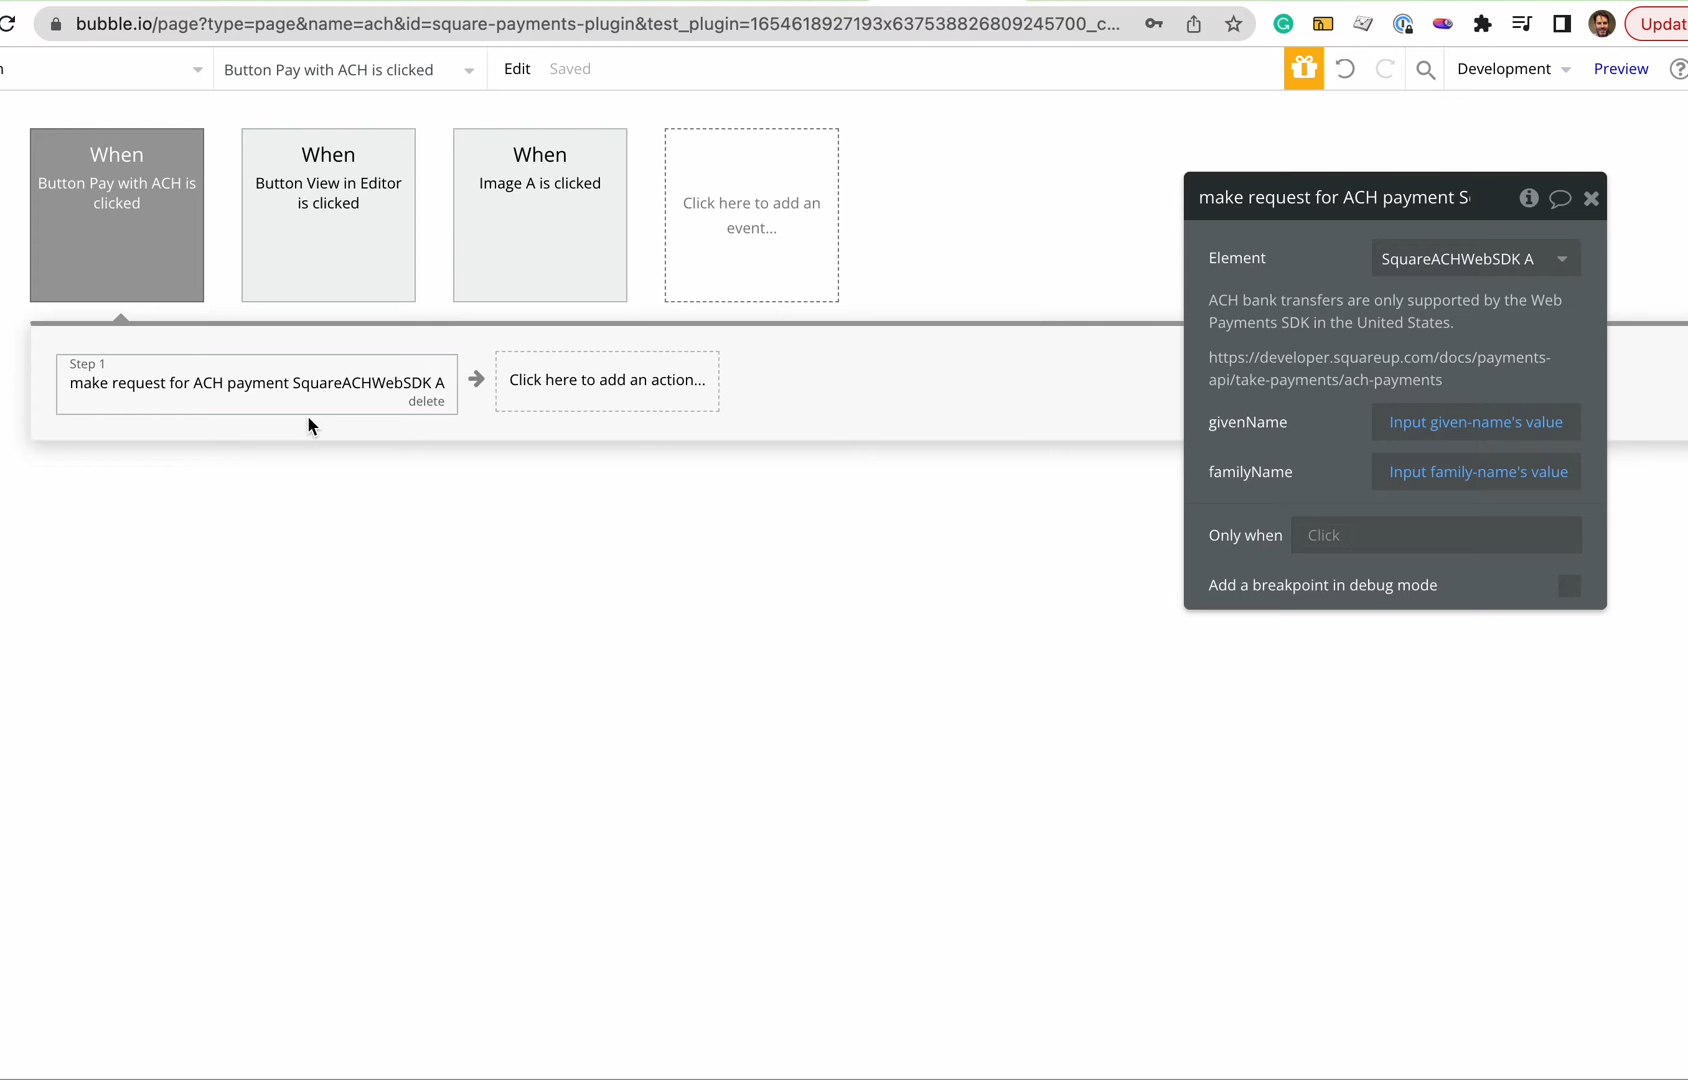 bubble.io/page?type=page&name=ach&id=square-payments-plugin&test_plugin=1654618927193x637538826809245700_c...
Updat
n
Button Pay with ACH is clicked
Edit
Saved
Development
Preview
When
Button Pay with ACH is
clicked
When
Button View in Editor
is clicked
When
Image A is clicked
Click here to add an
event...
make request for ACH payment S
Element
SquareACHWebSDK A
ACH bank transfers are only supported by the Web
Payments SDK in the United States.
https://developer.squareup.com/docs/payments-
api/take-payments/ach-payments
givenName
Input given-name's value
familyName
Input family-name's value
Only when
Click
Add a breakpoint in debug mode
Step 1
make request for ACH payment SquareACHWebSDK A
delete
Click here to add an action...